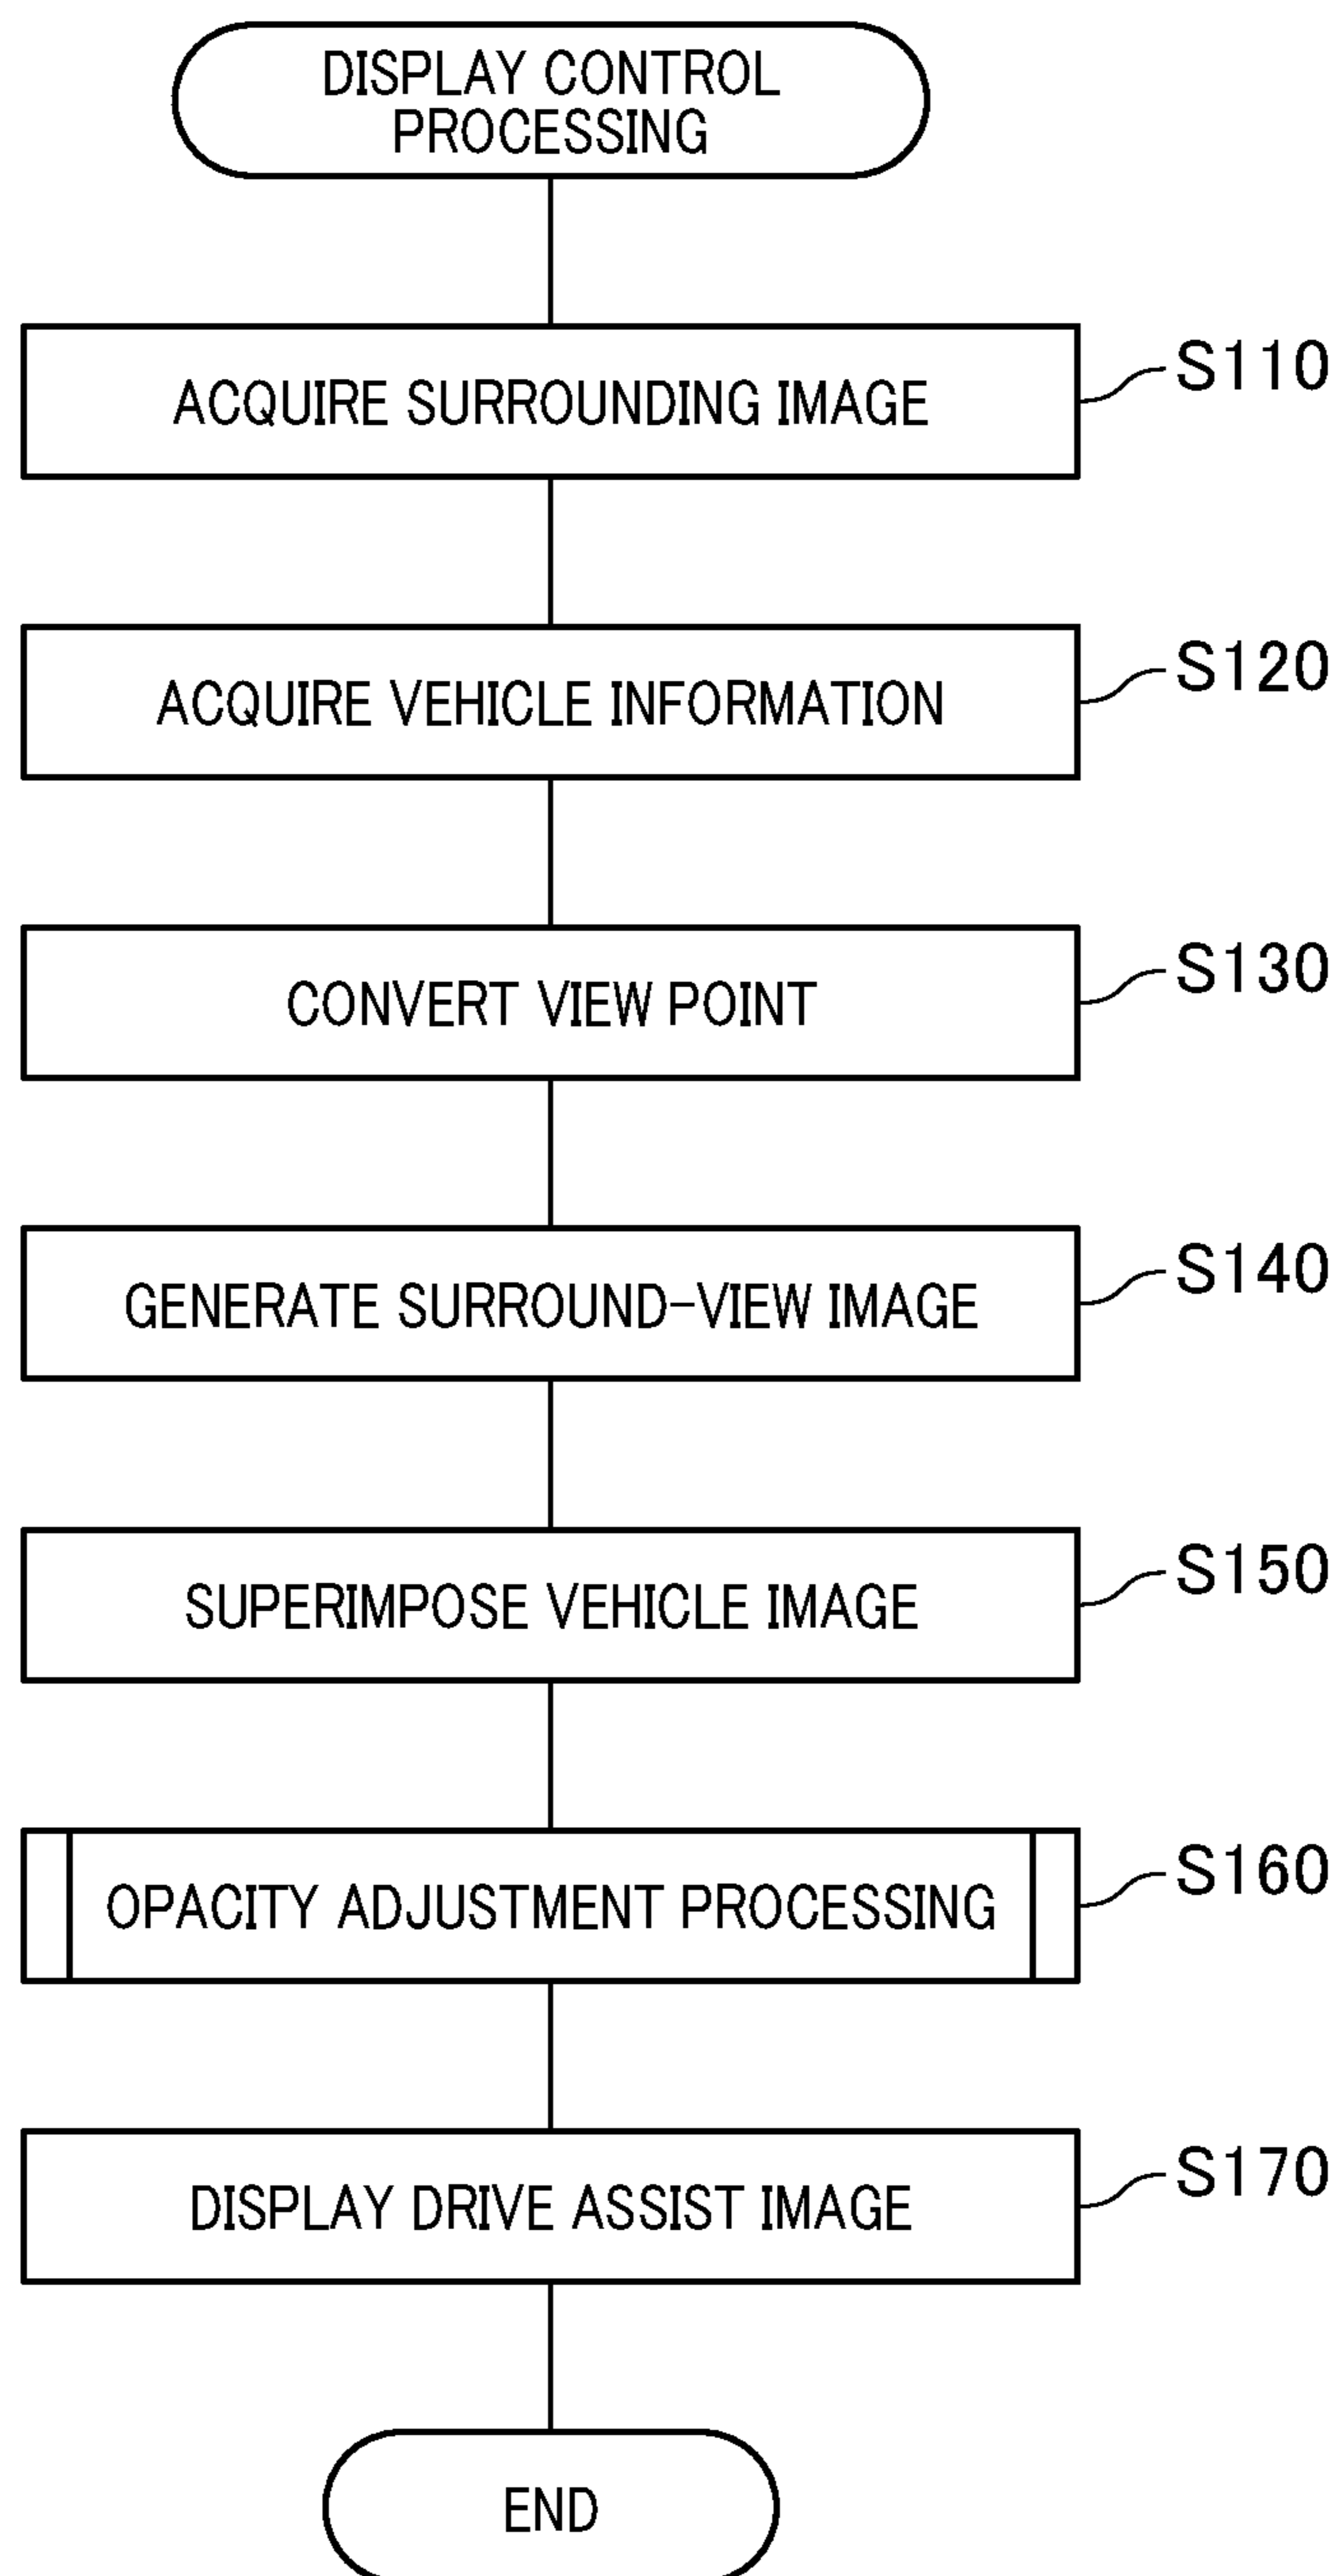 DISPLAY CONTROL
PROCESSING
ACQUIRE SURROUNDING IMAGE
S110
ACQUIRE VEHICLE INFORMATION
S120
CONVERT VIEW POINT
S130
GENERATE SURROUND-VIEW IMAGE
S140
SUPERIMPOSE VEHICLE IMAGE
S150
OPACITY ADJUSTMENT PROCESSING
S160
DISPLAY DRIVE ASSIST IMAGE
S170
END